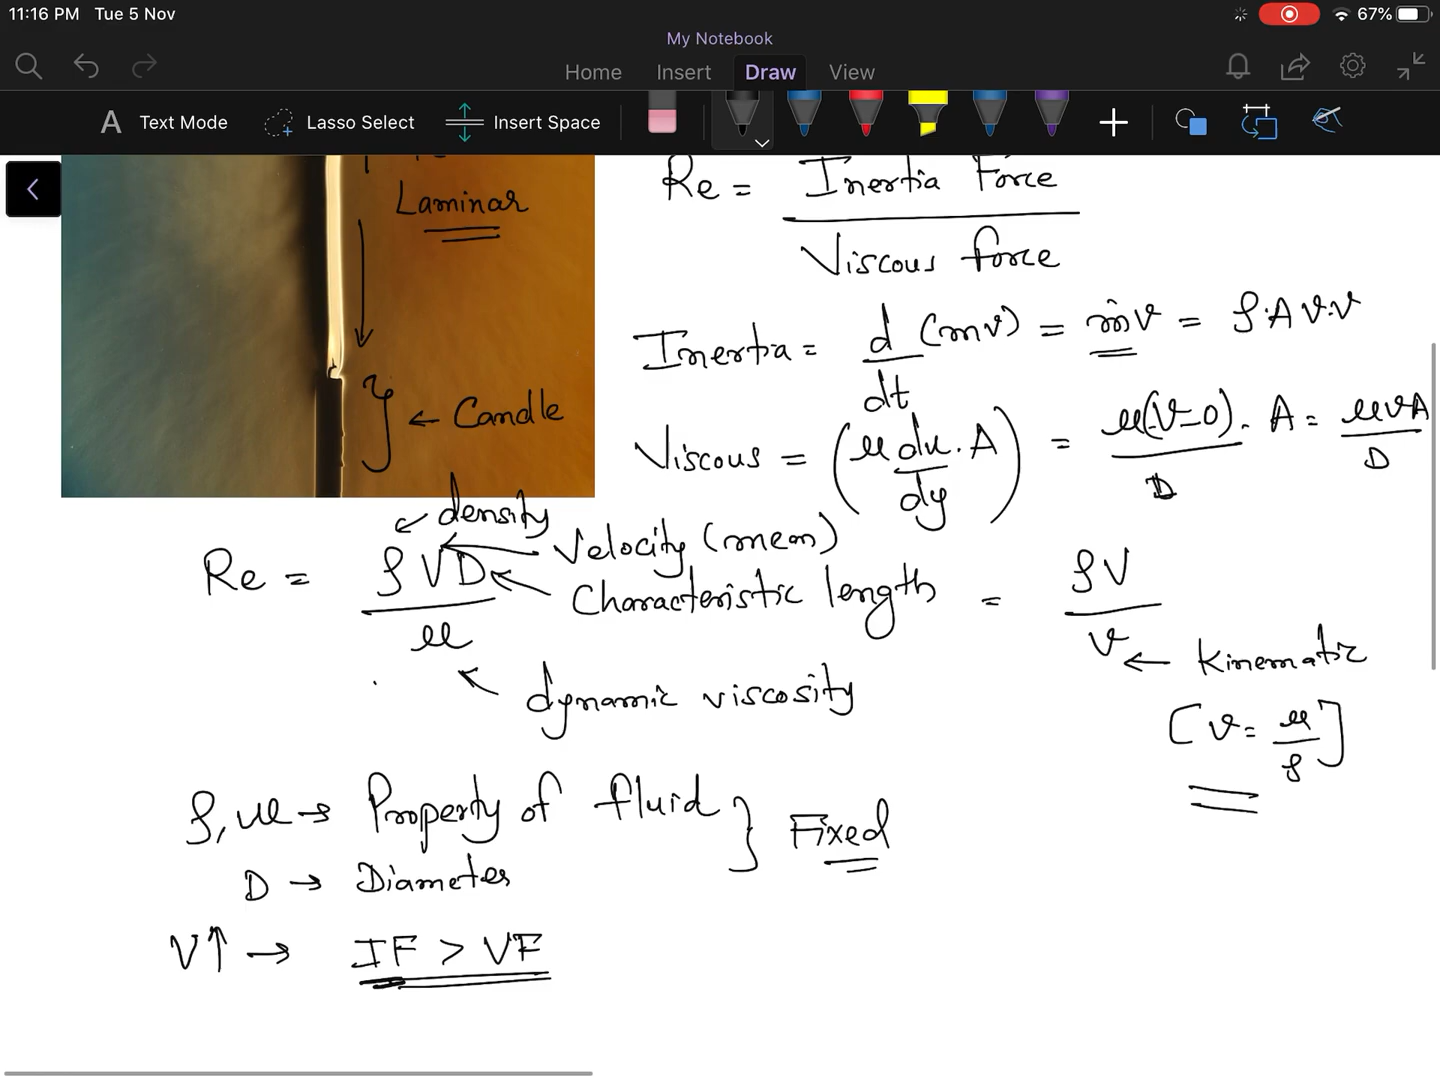 11:16 PM Tue 5 Nov
67%
My Notebook
Home Insert Draw View
A Text Mode Lasso Select Insert Space
Laminar
← Candle
Re = Inertia Force / Viscous force
Inertia = d/dt (mv) = ṁv = ρ·A v·v
Viscous = (μ du/dy · A) = μ(v-0)/D · A = μvA/D
density
Velocity (mean)
Re = ρVD/μ Characteristic length = ρV/ν
← Kinematic
dynamic viscosity
[ν = μ/ρ]
ρ, μ → Property of fluid } Fixed
D → Diameter
V↑ → IF > VF